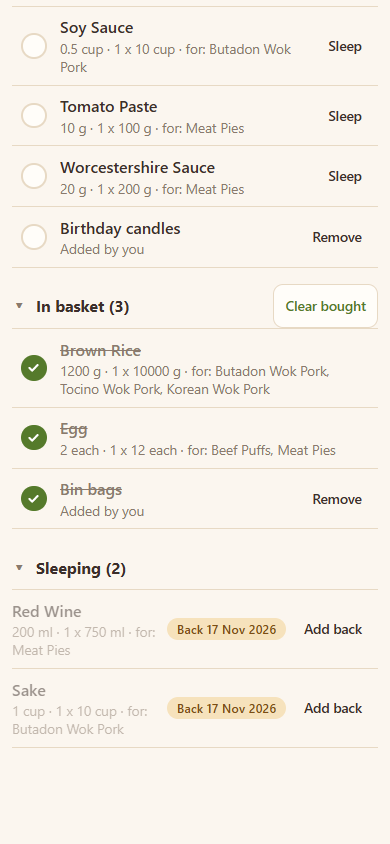 Soy Sauce
0.5 cup · 1 x 10 cup · for: Butadon Wok
Pork
Sleep
Tomato Paste
10 g · 1 x 100 g · for: Meat Pies
Sleep
Worcestershire Sauce
20 g · 1 x 200 g · for: Meat Pies
Sleep
Birthday candles
Added by you
Remove
In basket (3)
Clear bought
Brown Rice
1200 g · 1 x 10000 g · for: Butadon Wok Pork,
Tocino Wok Pork, Korean Wok Pork
Egg
2 each · 1 x 12 each · for: Beef Puffs, Meat Pies
Bin bags
Added by you
Remove
Sleeping (2)
Red Wine
200 ml · 1 x 750 ml · for:
Meat Pies
Back 17 Nov 2026
Add back
Sake
1 cup · 1 x 10 cup · for:
Butadon Wok Pork
Back 17 Nov 2026
Add back